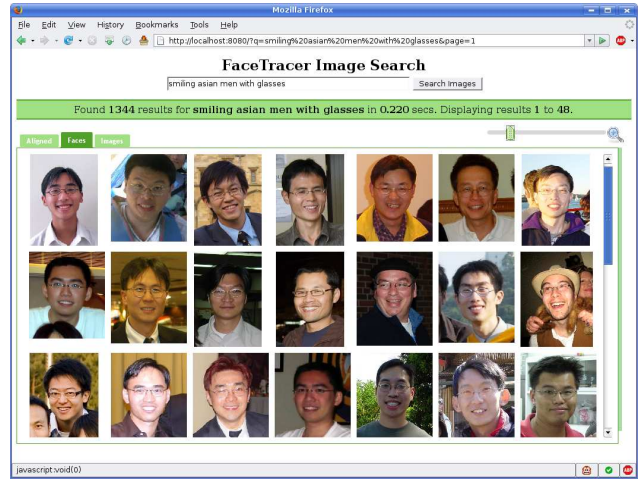 Mozilla Firefox
File Edit View History Bookmarks Tools Help
http://localhost:8080/?q=smiling%20asian%20men%20with%20glasses&page=1
ABP
FaceTracer Image Search
smiling asian men with glasses
Search Images
Found 1344 results for smiling asian men with glasses in 0.220 secs. Displaying results 1 to 48.
Aligned Faces Images
javascript:void(0)
ABP